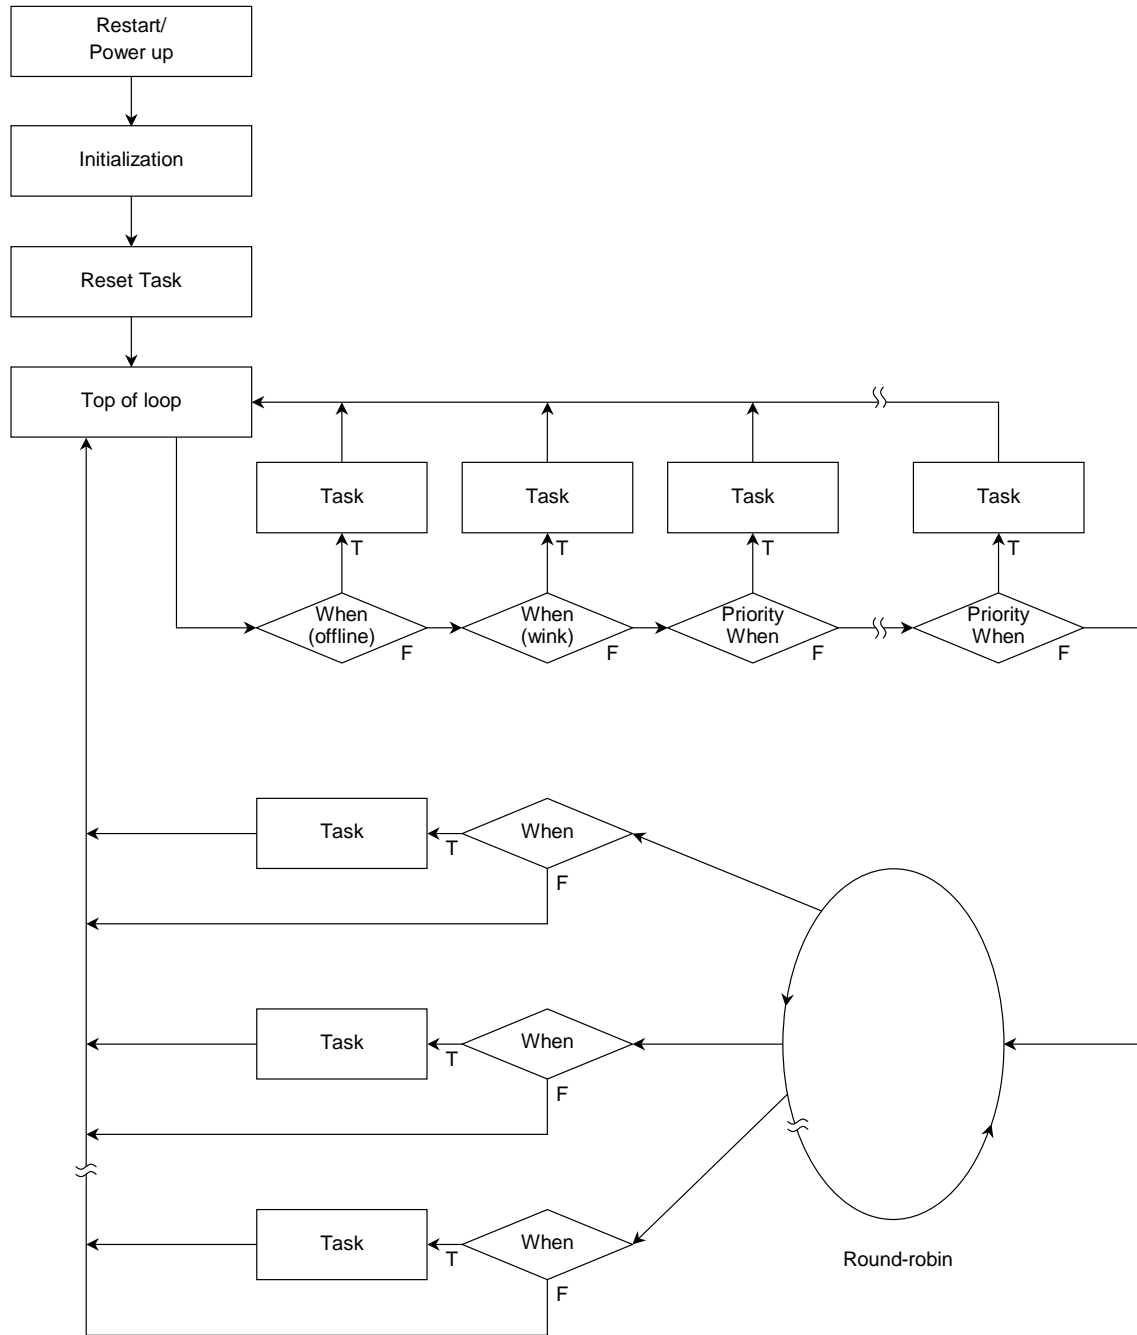 Restart/
Power up
Initialization
Reset Task
Top of loop
Task
Task
Task
Task
T
T
T
T
When
(offline)
F
When
(wink)
F
Priority
When
F
Priority
When
F
Task
T
When
F
Task
T
When
F
Task
T
When
F
Round-robin